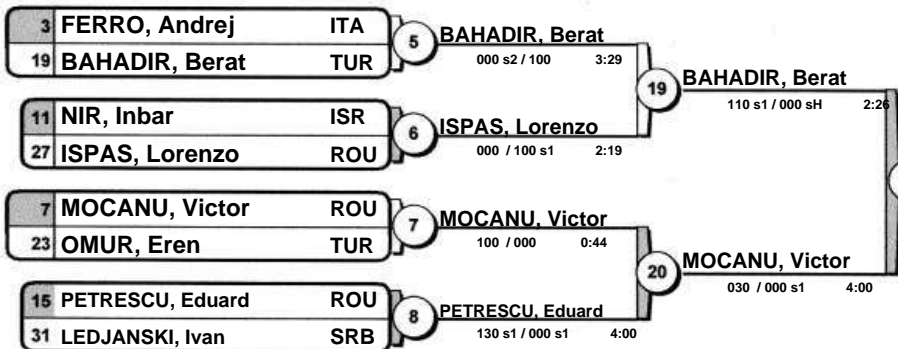 3 FERRO, Andrej ITA
19 BAHADIR, Berat TUR
5
BAHADIR, Berat
000 s2 / 100 3:29
11 NIR, Inbar ISR
27 ISPAS, Lorenzo ROU
6
ISPAS, Lorenzo
000 / 100 s1 2:19
19
BAHADIR, Berat
110 s1 / 000 sH 2:26
7 MOCANU, Victor ROU
23 OMUR, Eren TUR
7
MOCANU, Victor
100 / 000 0:44
15 PETRESCU, Eduard ROU
31 LEDJANSKI, Ivan SRB
8
PETRESCU, Eduard
130 s1 / 000 s1 4:00
20
MOCANU, Victor
030 / 000 s1 4:00